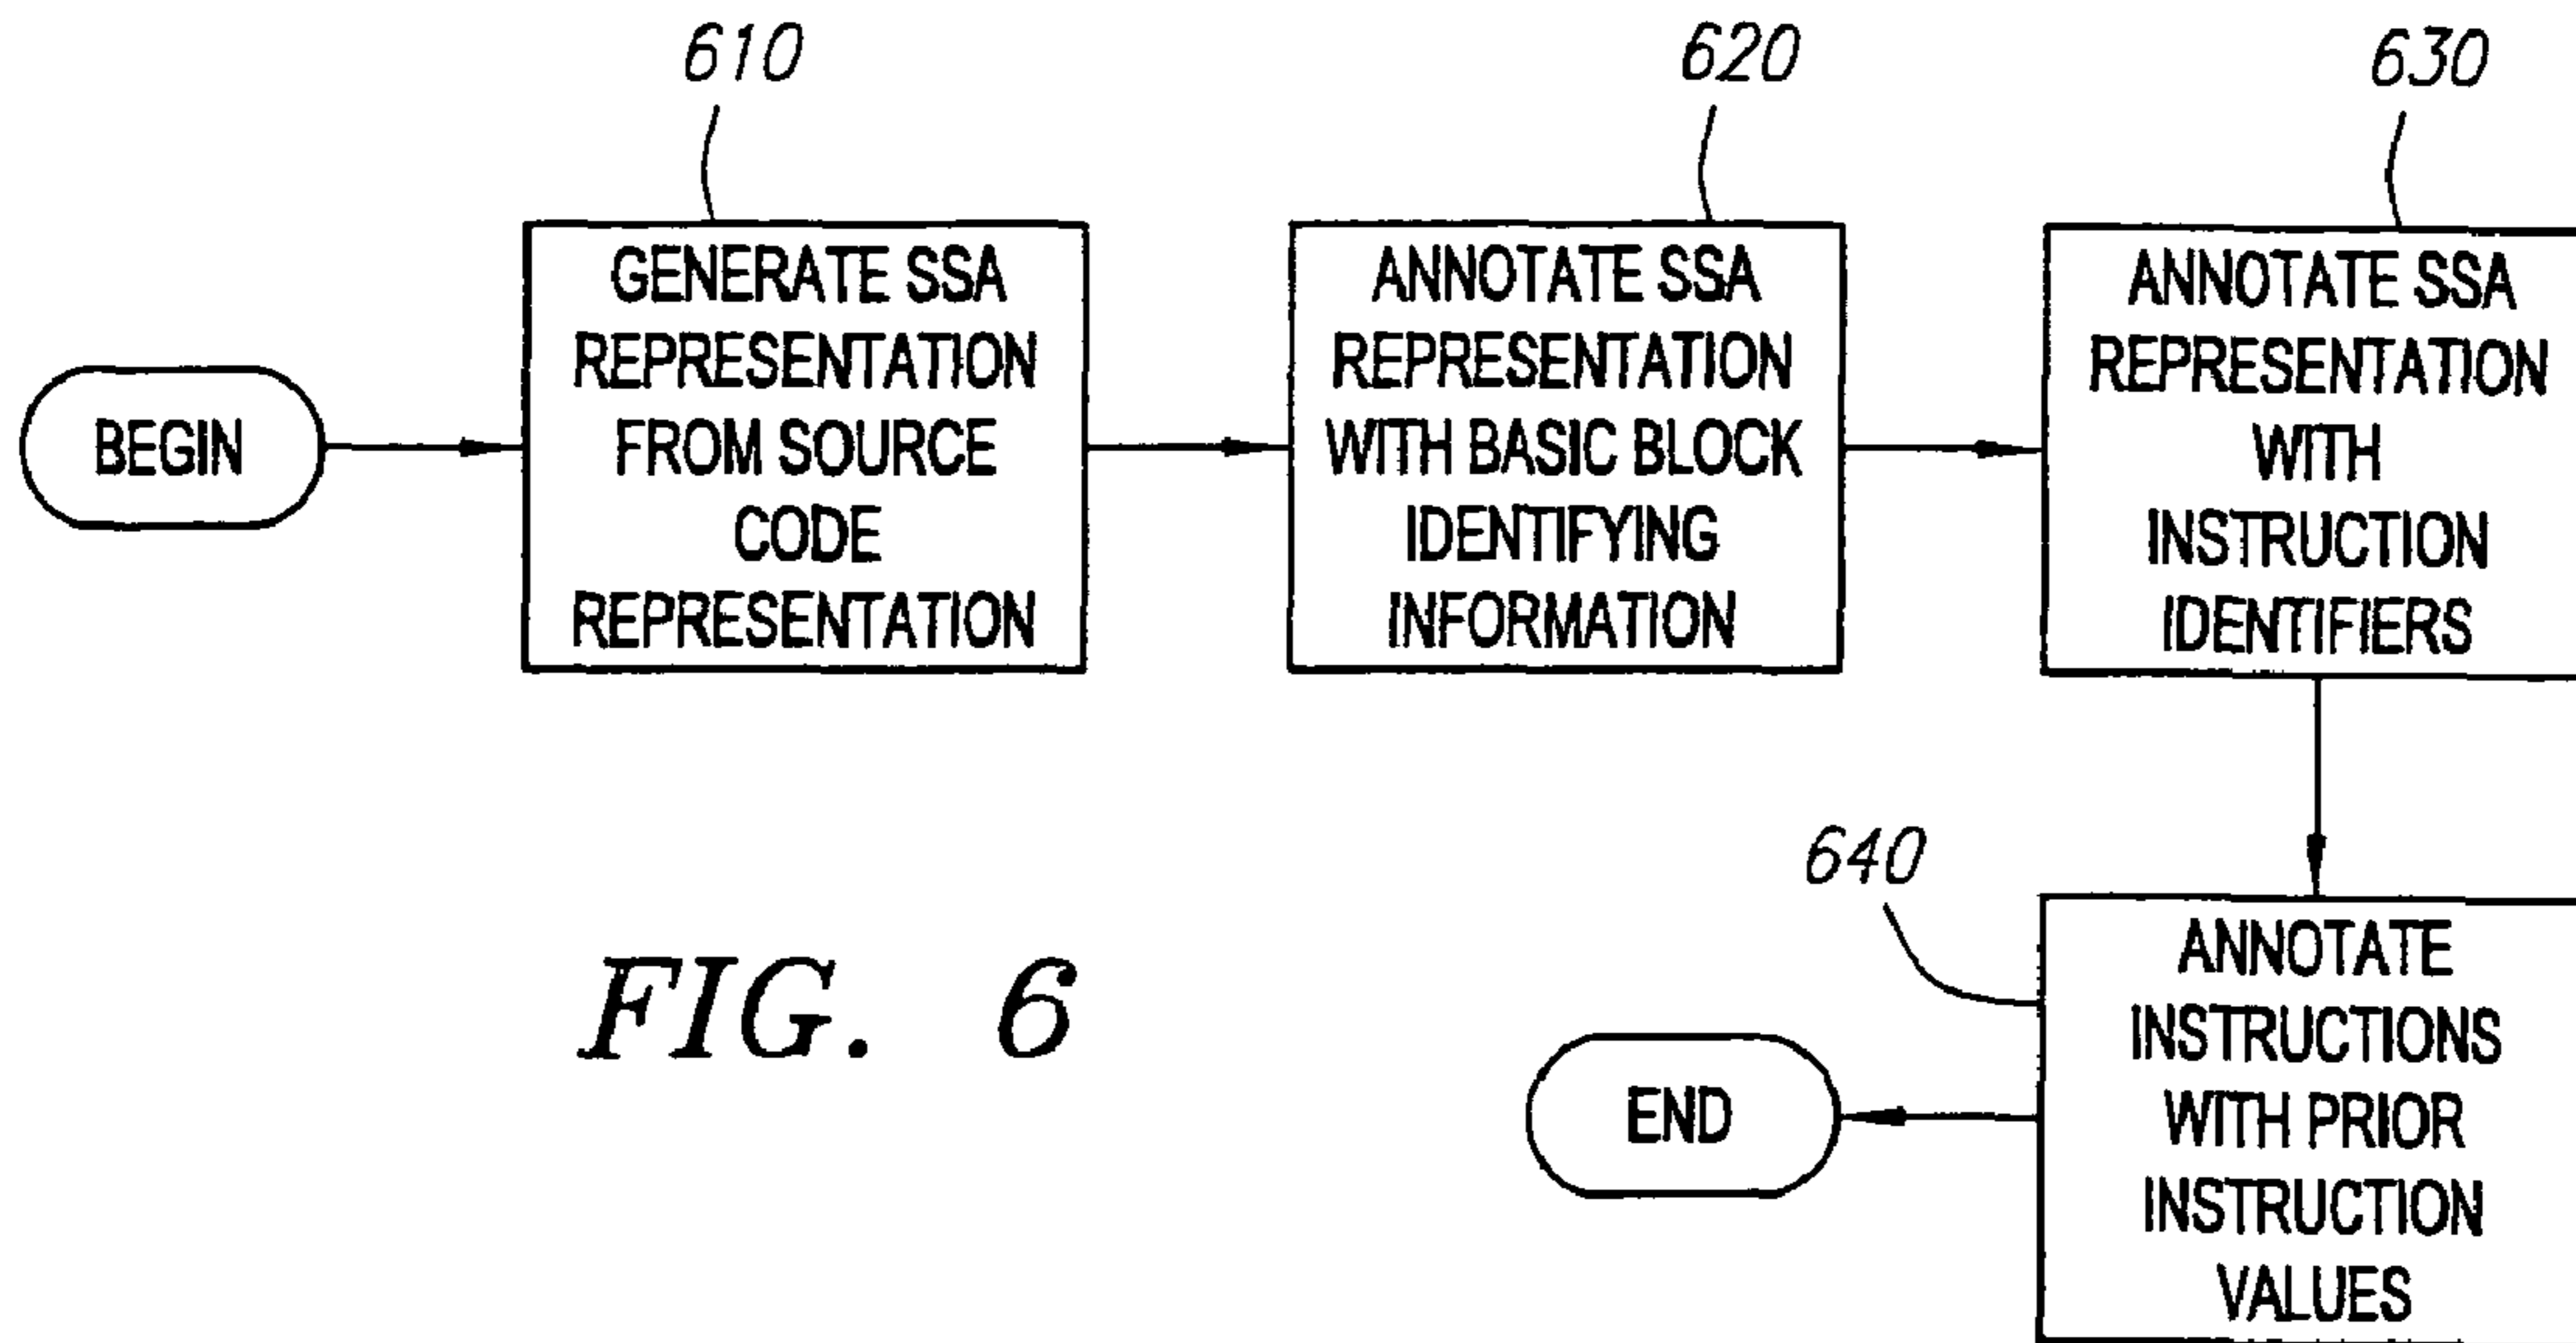 610
620
630
BEGIN
GENERATE SSA
REPRESENTATION
FROM SOURCE
CODE
REPRESENTATION
ANNOTATE SSA
REPRESENTATION
WITH BASIC BLOCK
IDENTIFYING
INFORMATION
ANNOTATE SSA
REPRESENTATION
WITH
INSTRUCTION
IDENTIFIERS
640
ANNOTATE
INSTRUCTIONS
WITH PRIOR
INSTRUCTION
VALUES
END
FIG. 6